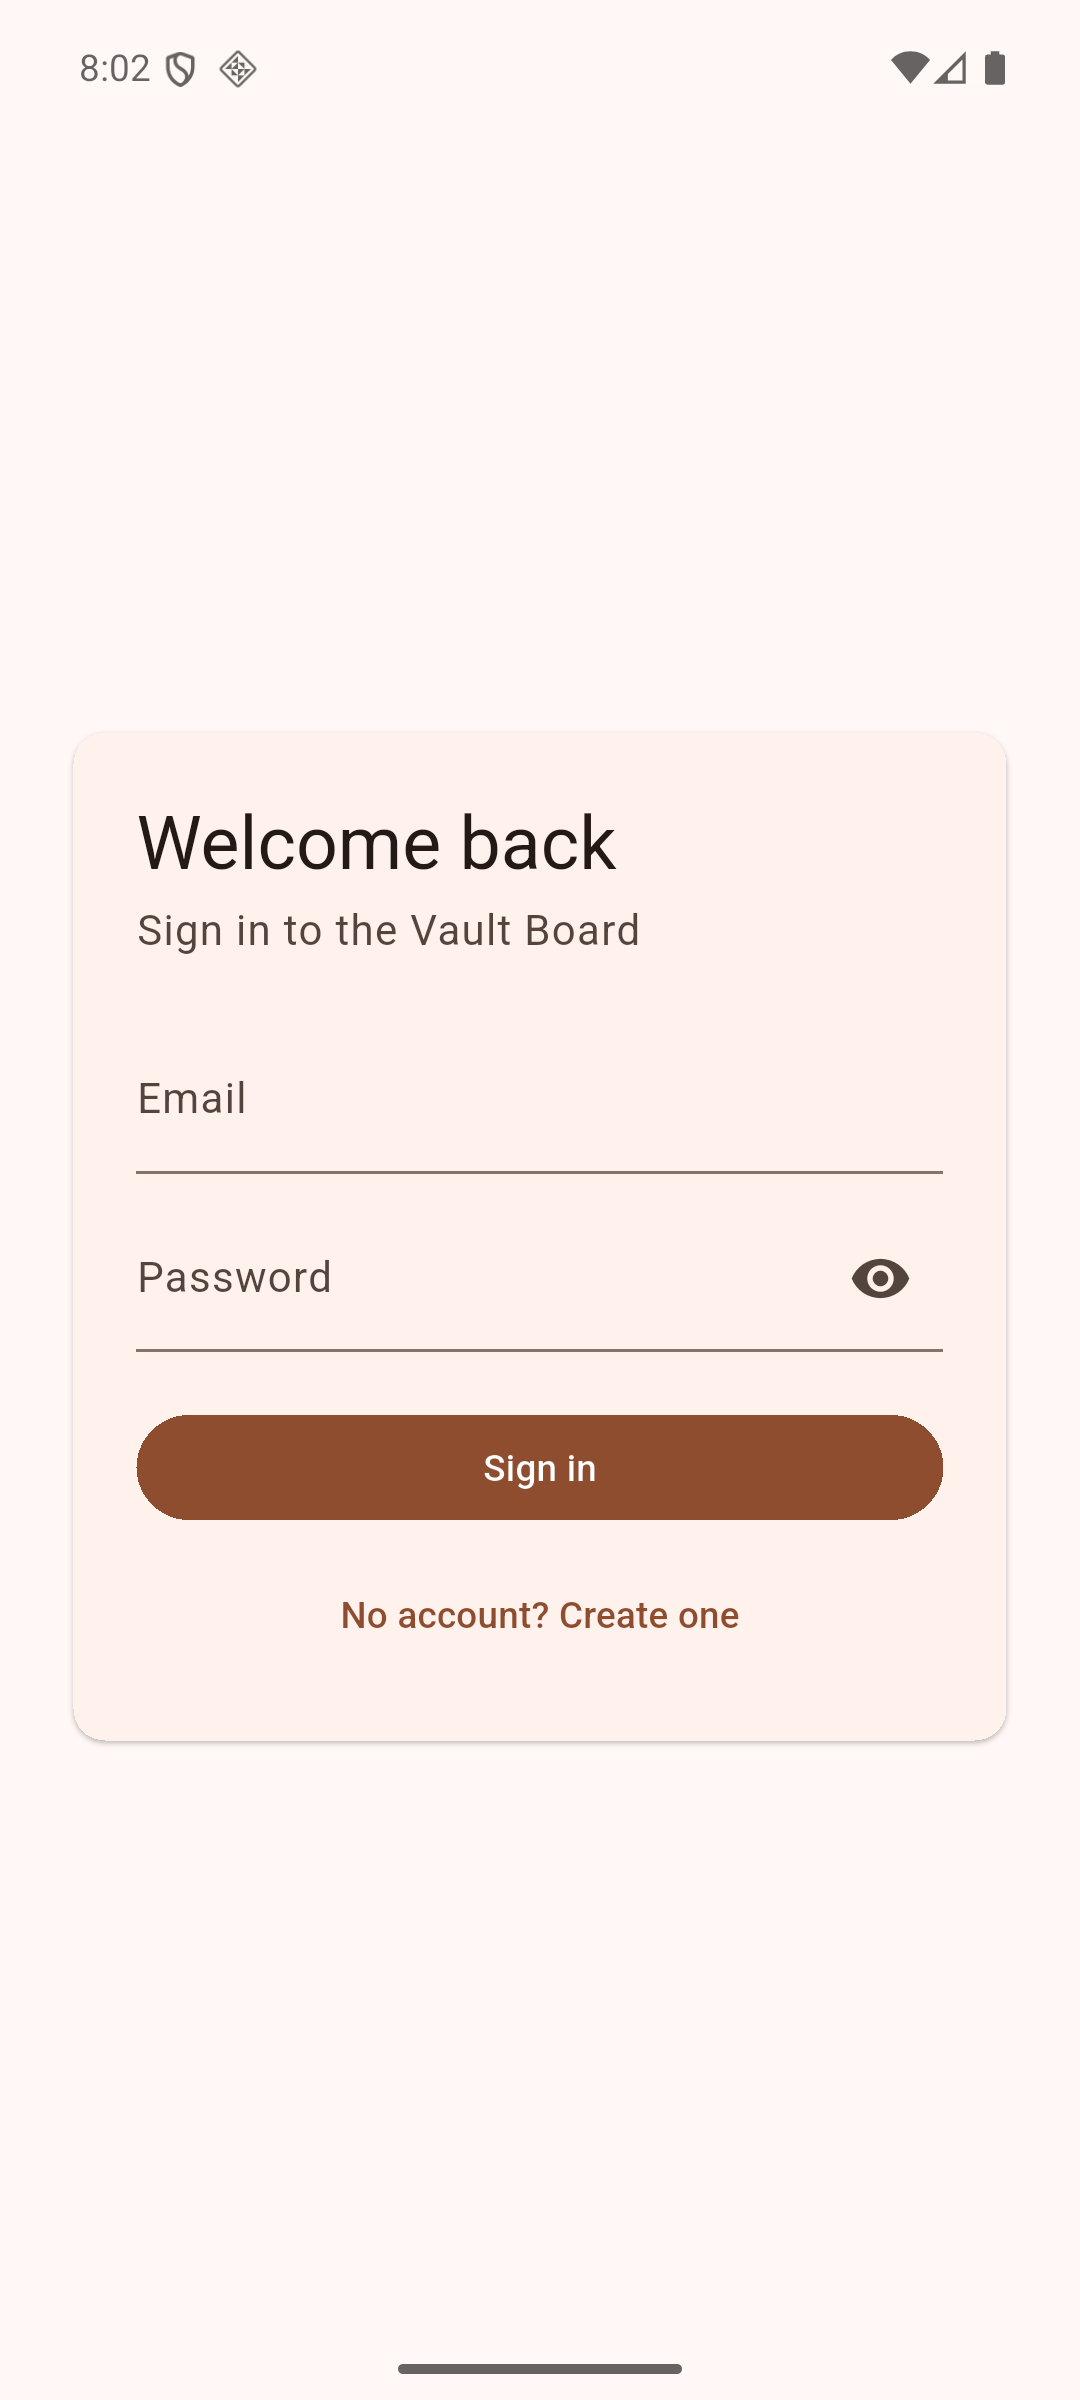 8:02
Welcome back
Sign in to the Vault Board
Email
Password
Sign in
No account? Create one